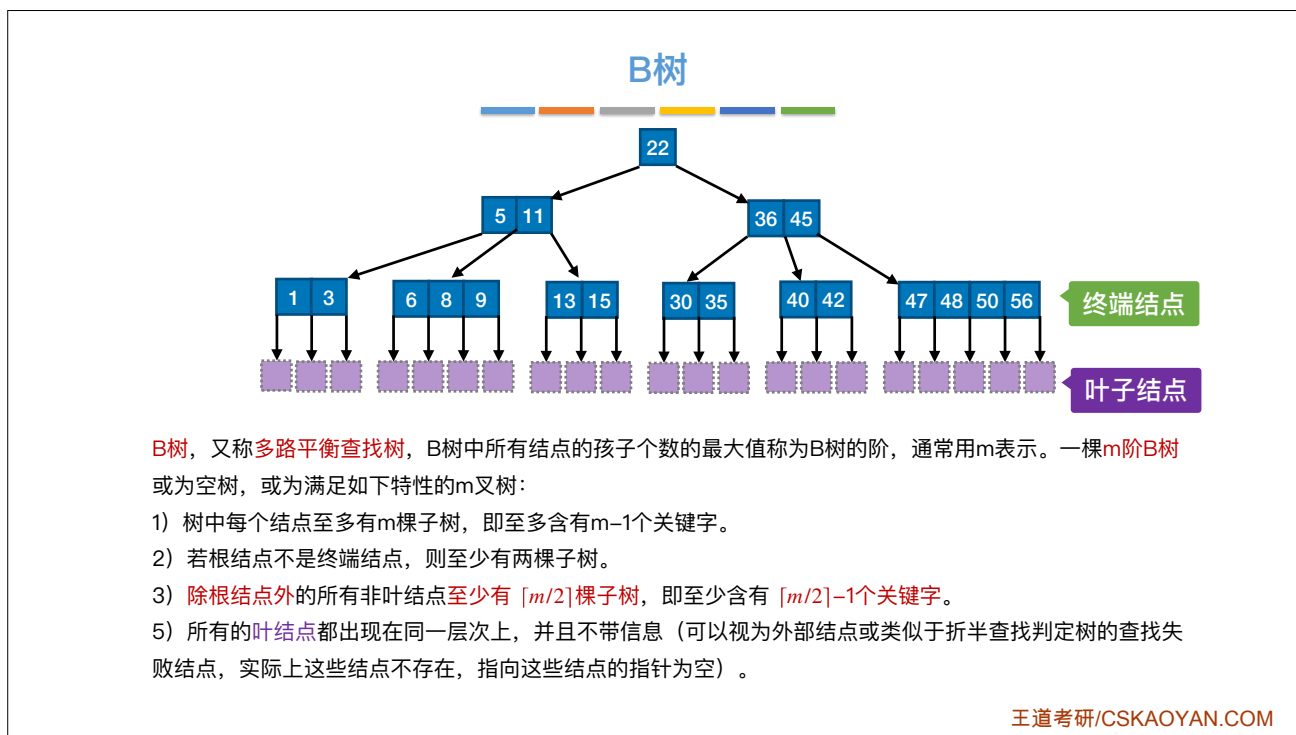 B树
22
5 11
36 45
1 3
6 8 9
13 15
30 35
40 42
47 48 50 56
终端结点
叶子结点
B树，又称多路平衡查找树，B树中所有结点的孩子个数的最大值称为B树的阶，通常用m表示。一棵m阶B树
或为空树，或为满足如下特性的m叉树：
1）树中每个结点至多有m棵子树，即至多含有m–1个关键字。
2）若根结点不是终端结点，则至少有两棵子树。
3）除根结点外的所有非叶结点至少有 ⌈m/2⌉棵子树，即至少含有 ⌈m/2⌉–1个关键字。
5）所有的叶结点都出现在同一层次上，并且不带信息（可以视为外部结点或类似于折半查找判定树的查找失
败结点，实际上这些结点不存在，指向这些结点的指针为空）。
王道考研/CSKAOYAN.COM